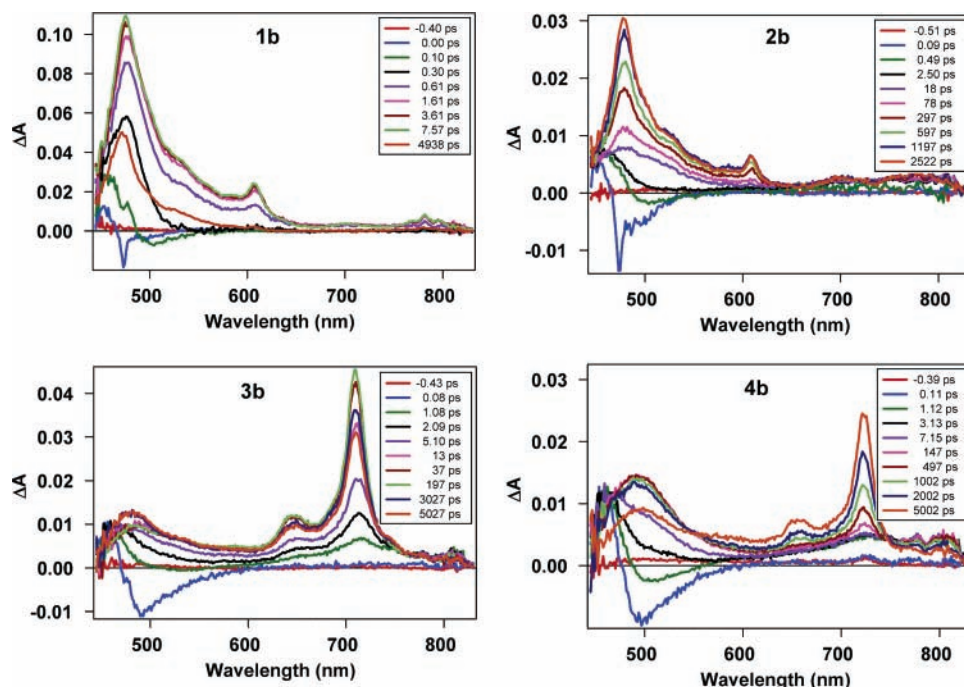 1b
-0.40 ps
0.00 ps
0.10 ps
0.30 ps
0.61 ps
1.61 ps
3.61 ps
7.57 ps
4938 ps
0.10
0.08
0.06
0.04
0.02
0.00
ΔA
500 600 700 800
Wavelength (nm)
2b
-0.51 ps
0.09 ps
0.49 ps
2.50 ps
18 ps
78 ps
297 ps
597 ps
1197 ps
2522 ps
0.03
0.02
0.01
0.00
-0.01
ΔA
500 600 700 800
Wavelength (nm)
3b
-0.43 ps
0.08 ps
1.08 ps
2.09 ps
5.10 ps
13 ps
37 ps
197 ps
3027 ps
5027 ps
0.04
0.03
0.02
0.01
0.00
-0.01
ΔA
500 600 700 800
Wavelength (nm)
4b
-0.39 ps
0.11 ps
1.12 ps
3.13 ps
7.15 ps
147 ps
497 ps
1002 ps
2002 ps
5002 ps
0.03
0.02
0.01
0.00
ΔA
500 600 700 800
Wavelength (nm)